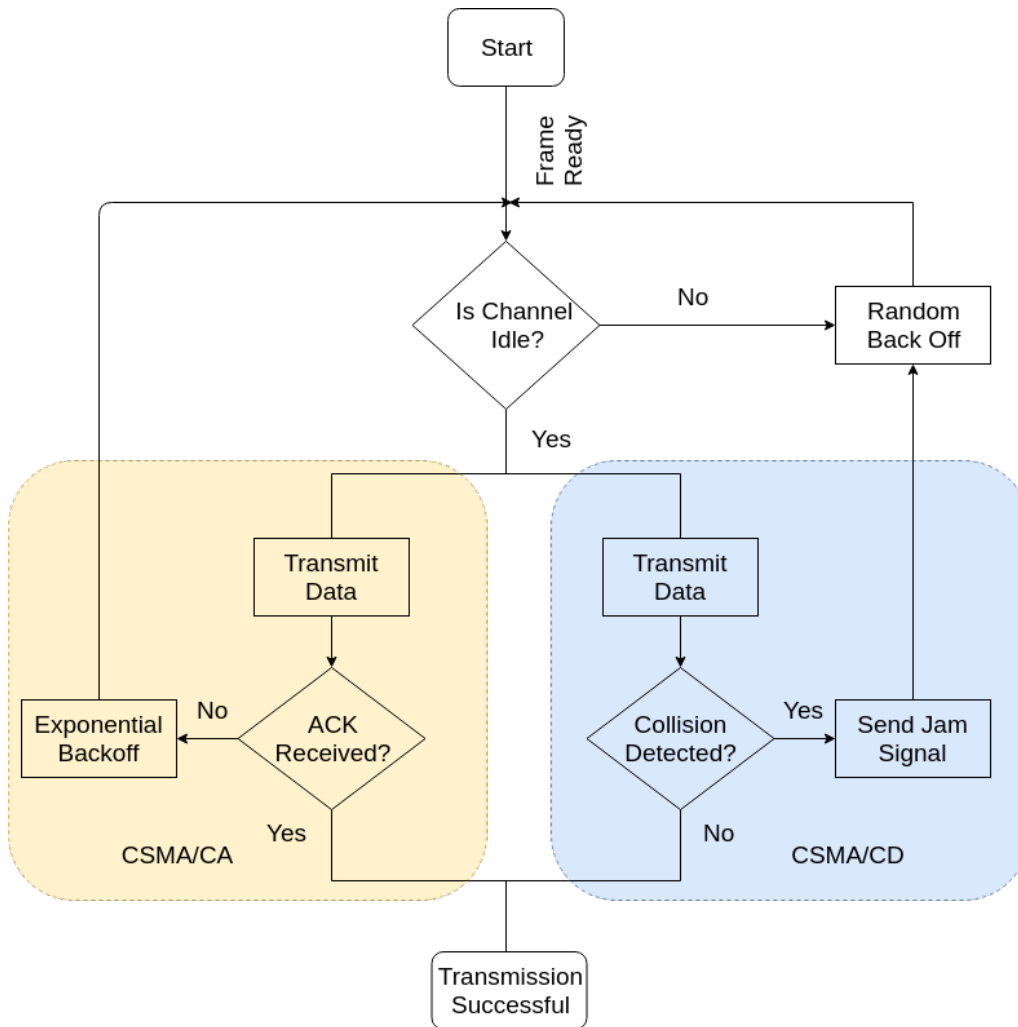 Start
Frame
Ready
Is Channel
Idle?
No
Random
Back Off
Yes
Transmit
Data
Transmit
Data
Exponential
Backoff
No
ACK
Received?
Collision
Detected?
Yes
Send Jam
Signal
Yes
No
CSMA/CA
CSMA/CD
Transmission
Successful